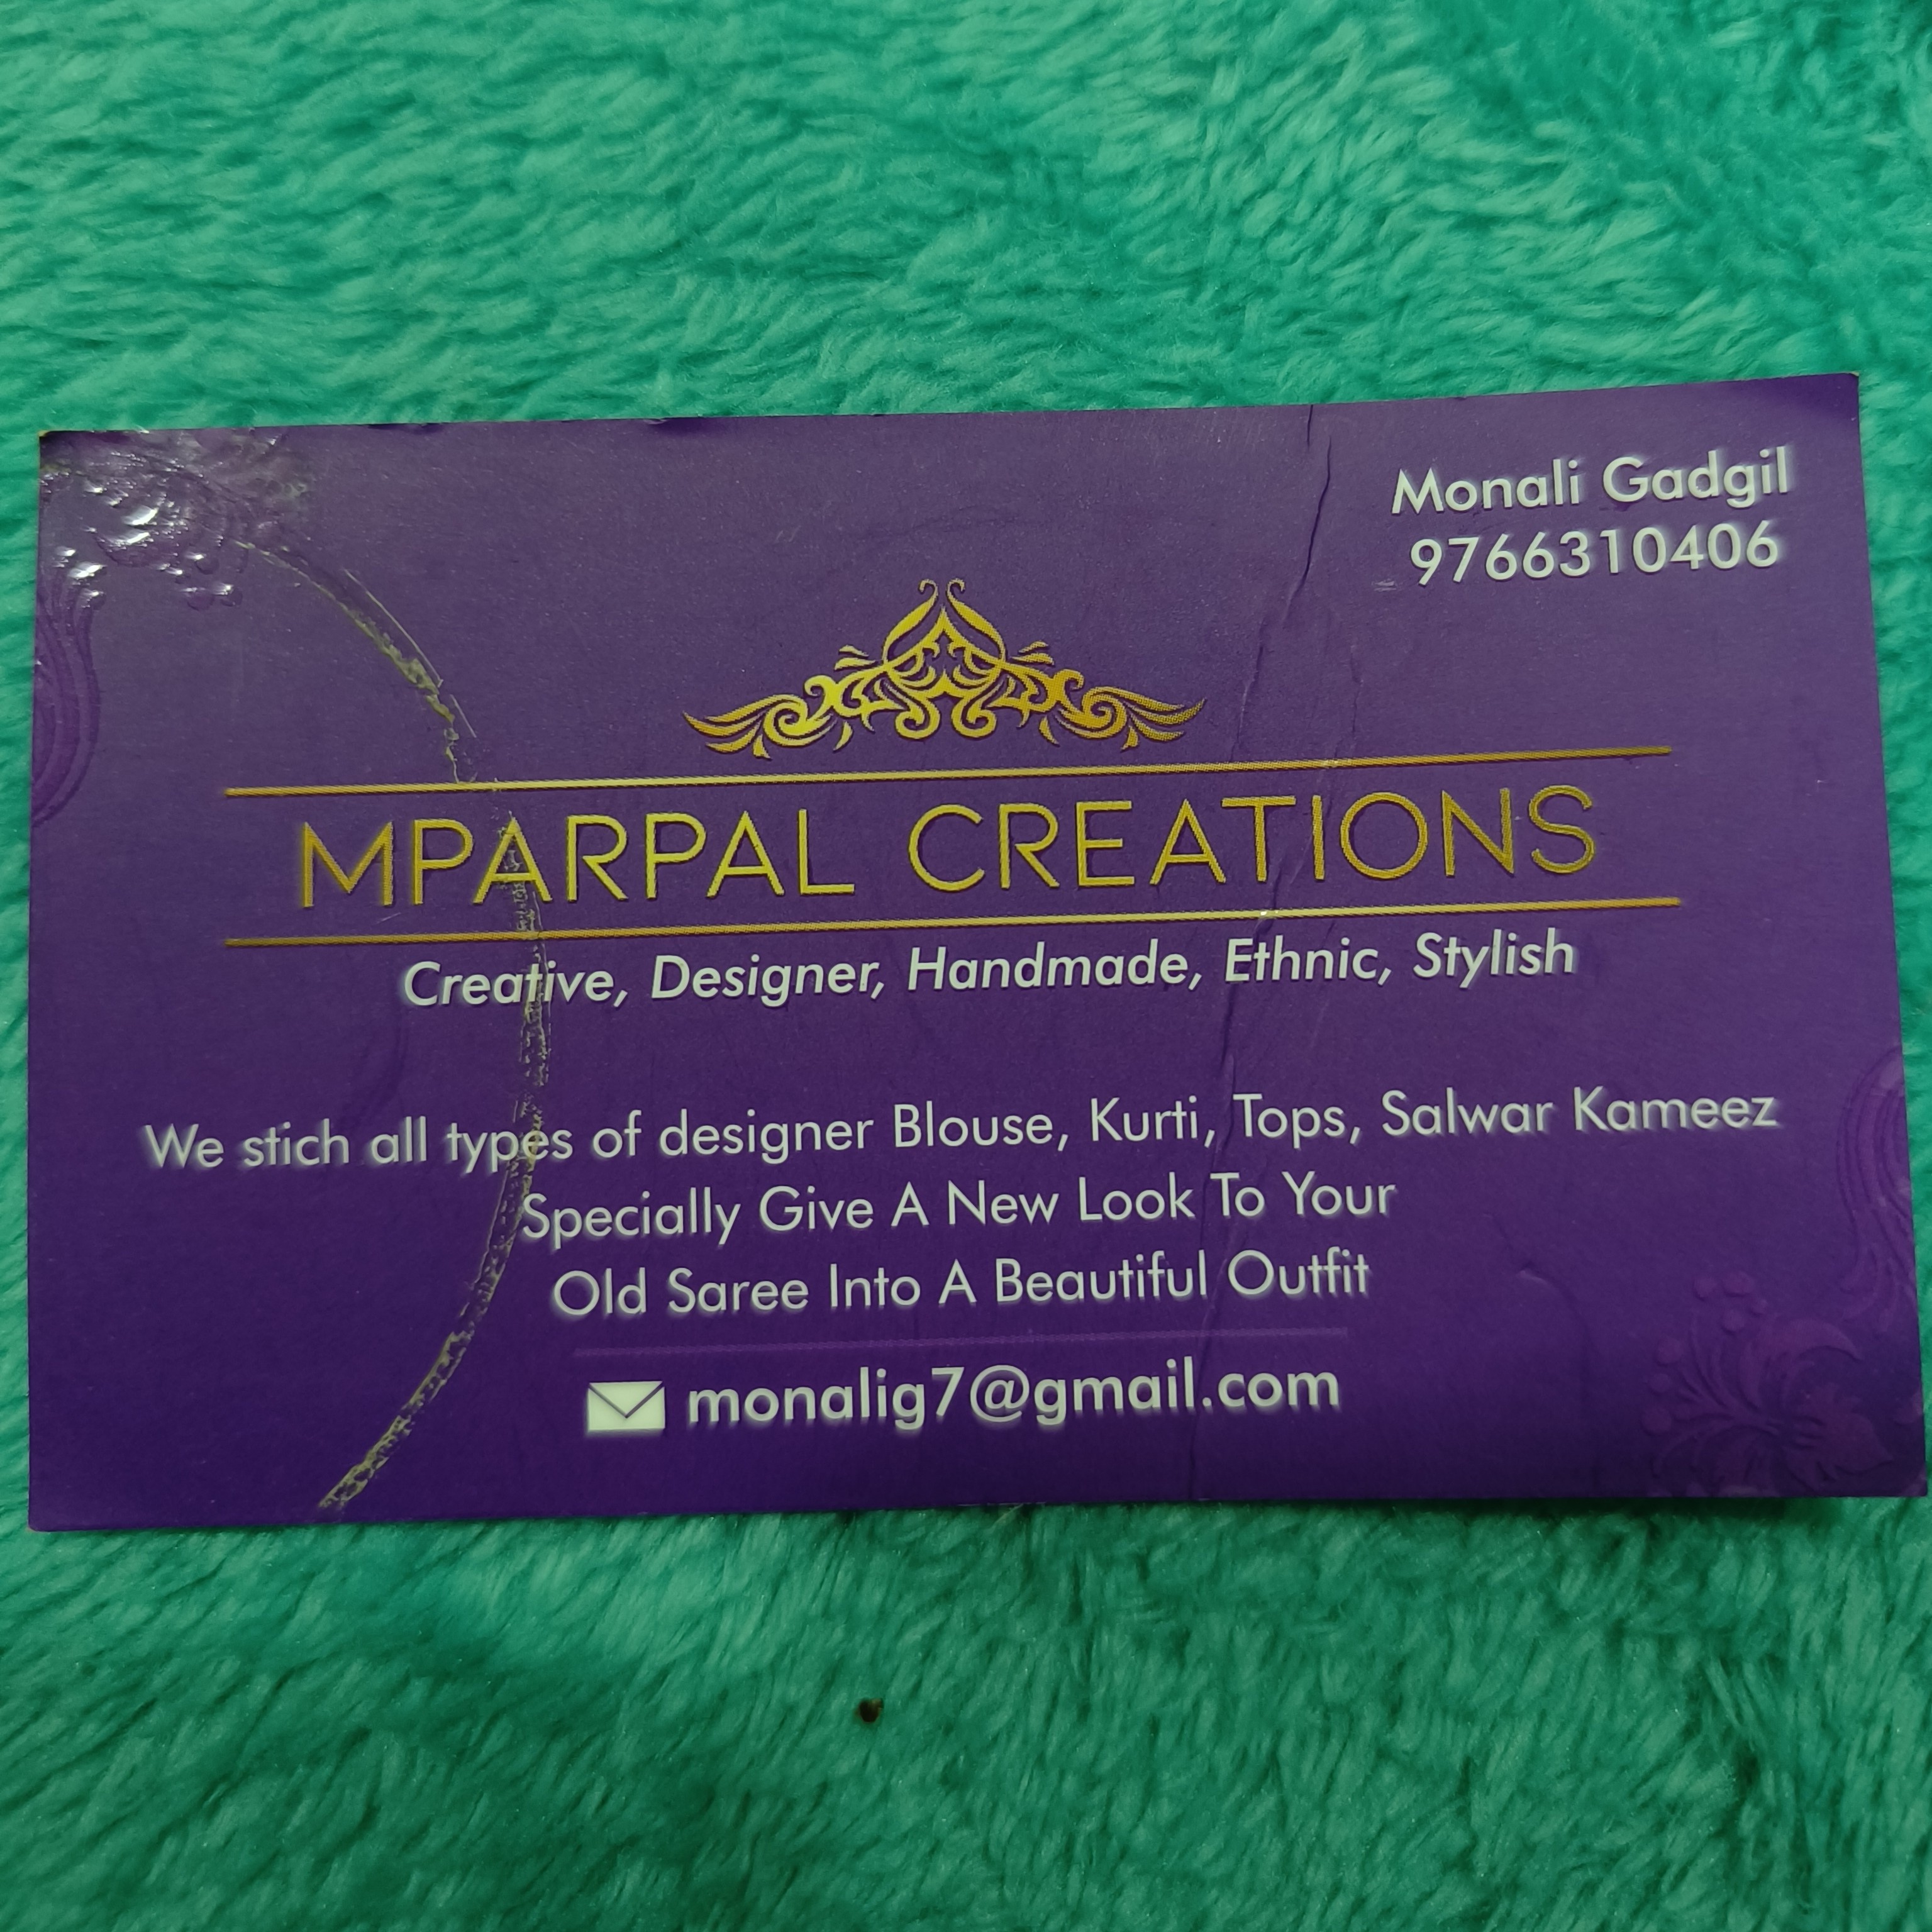 Monali Gadgil
9766310406
MPARPAL CREATIONS
Creative, Designer, Handmade, Ethnic, Stylish
We stich all types of designer Blouse, Kurti, Tops, Salwar Kameez
Specially Give A New Look To Your
Old Saree Into A Beautiful Outfit
monalig7@gmail.com